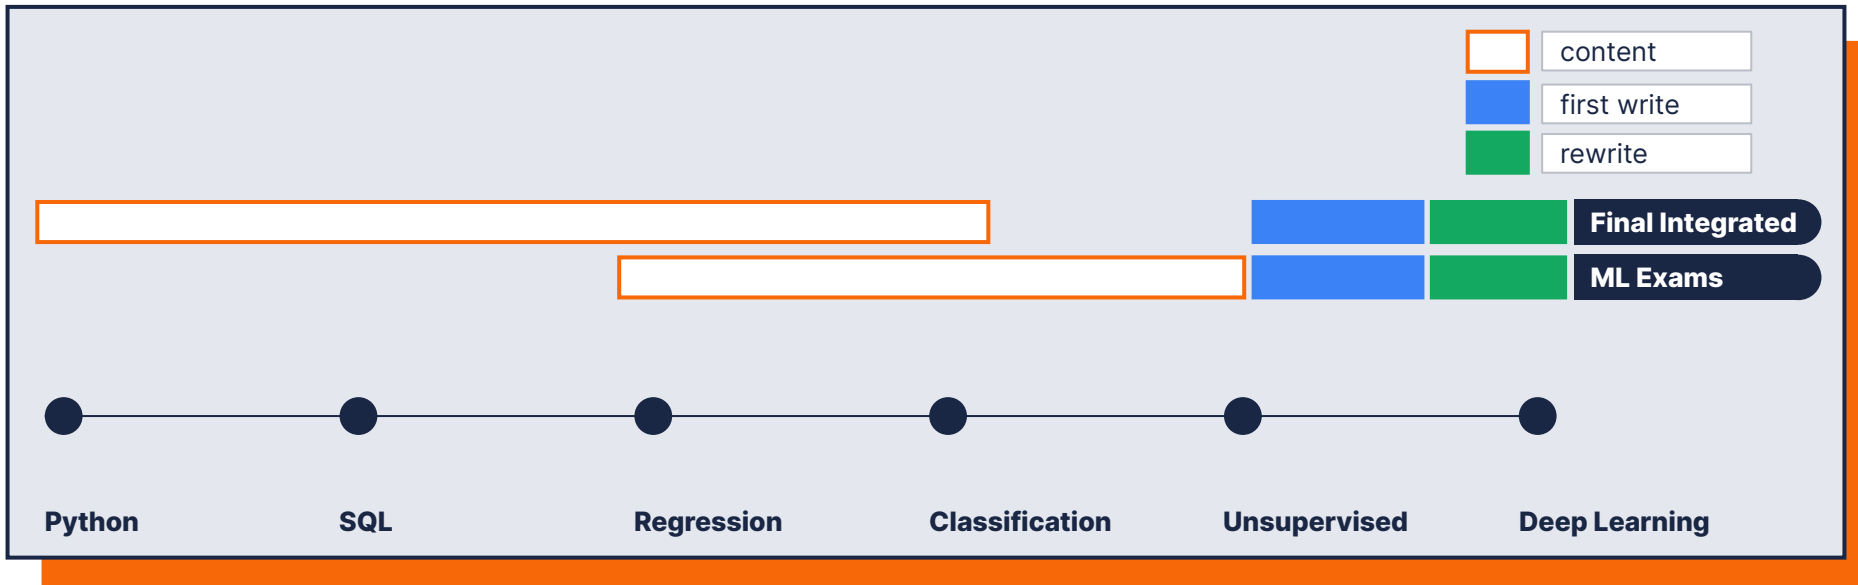 content
first write
rewrite
Final Integrated
ML Exams
Python
SQL
Regression
Classification
Unsupervised
Deep Learning